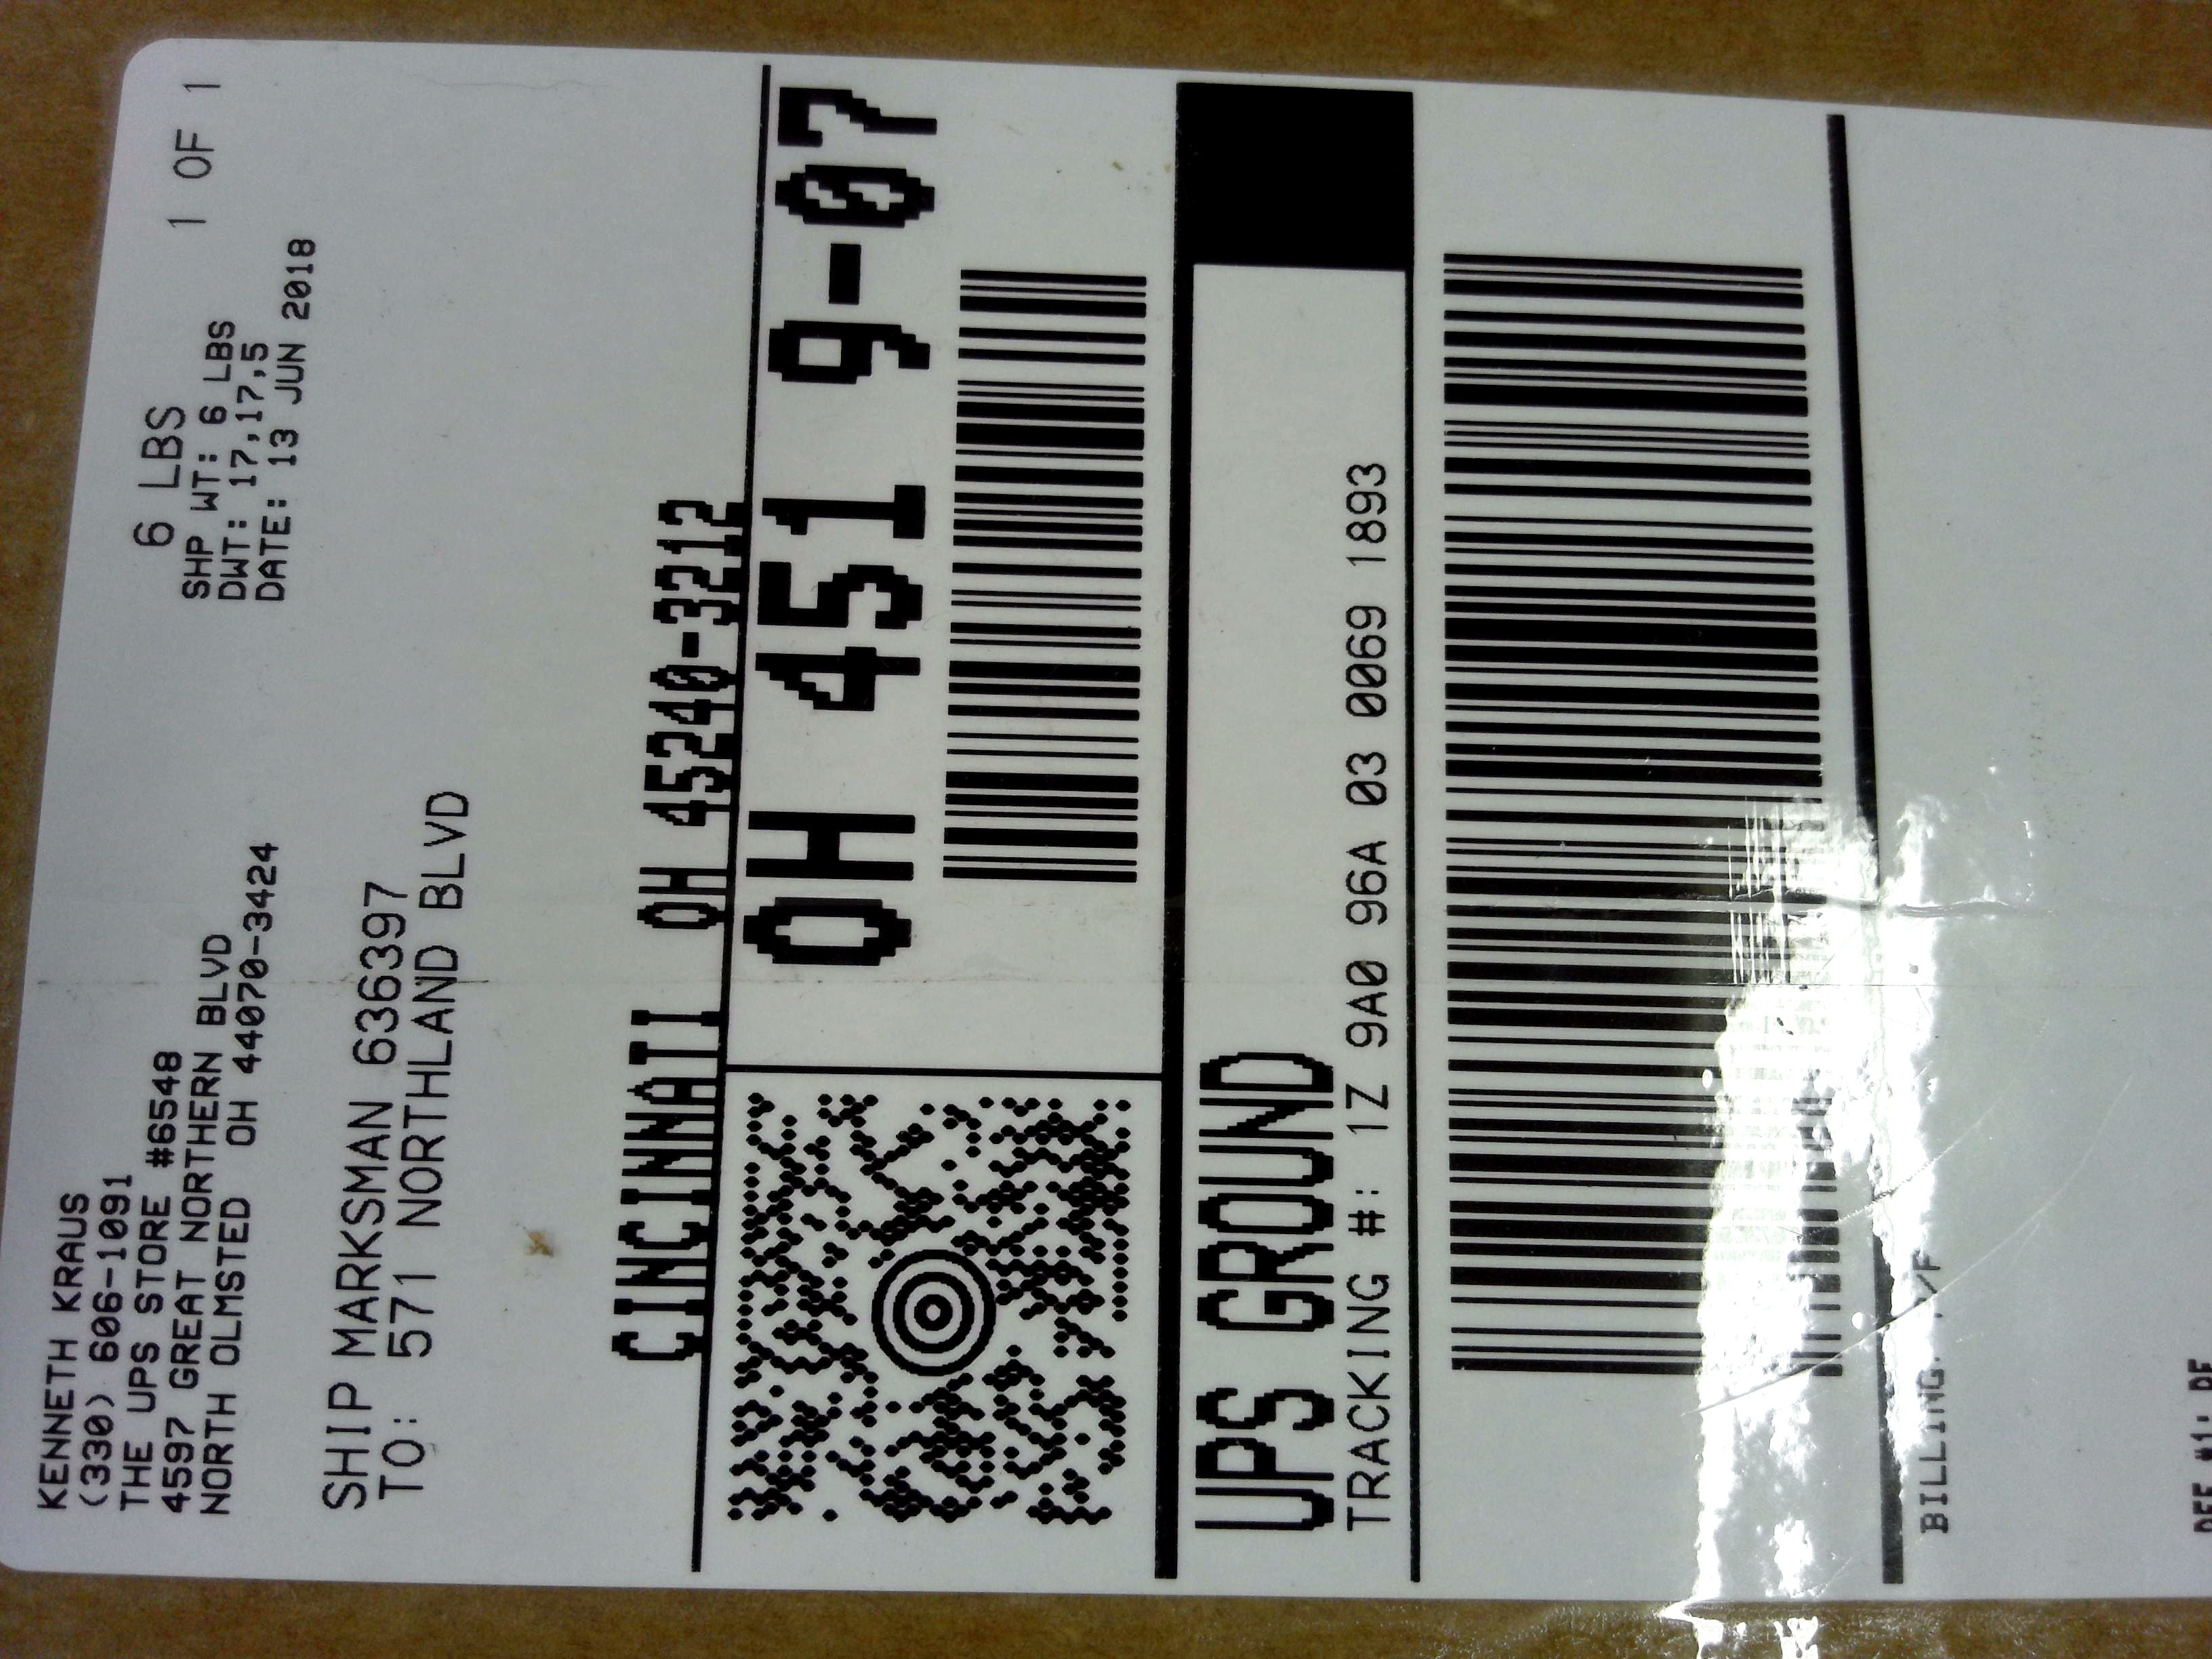 KENNETH KRAUS
(330) 606-1091
THE UPS STORE #6548
4597 GREAT NORTHERN BLVD
NORTH OLMSTED OH 44070-3424
6 LBS
1 OF 1
SHP WT: 6 LBS
DWT: 17,17,5
DATE: 13 JUN 2018
SHIP MARKSMAN 636397
TO: 571 NORTHLAND BLVD
CINCINNATI OH 45240-3212
OH 451 9-07
UPS GROUND
TRACKING #: 1Z 9A0 96A 03 0069 1893
BILLING: